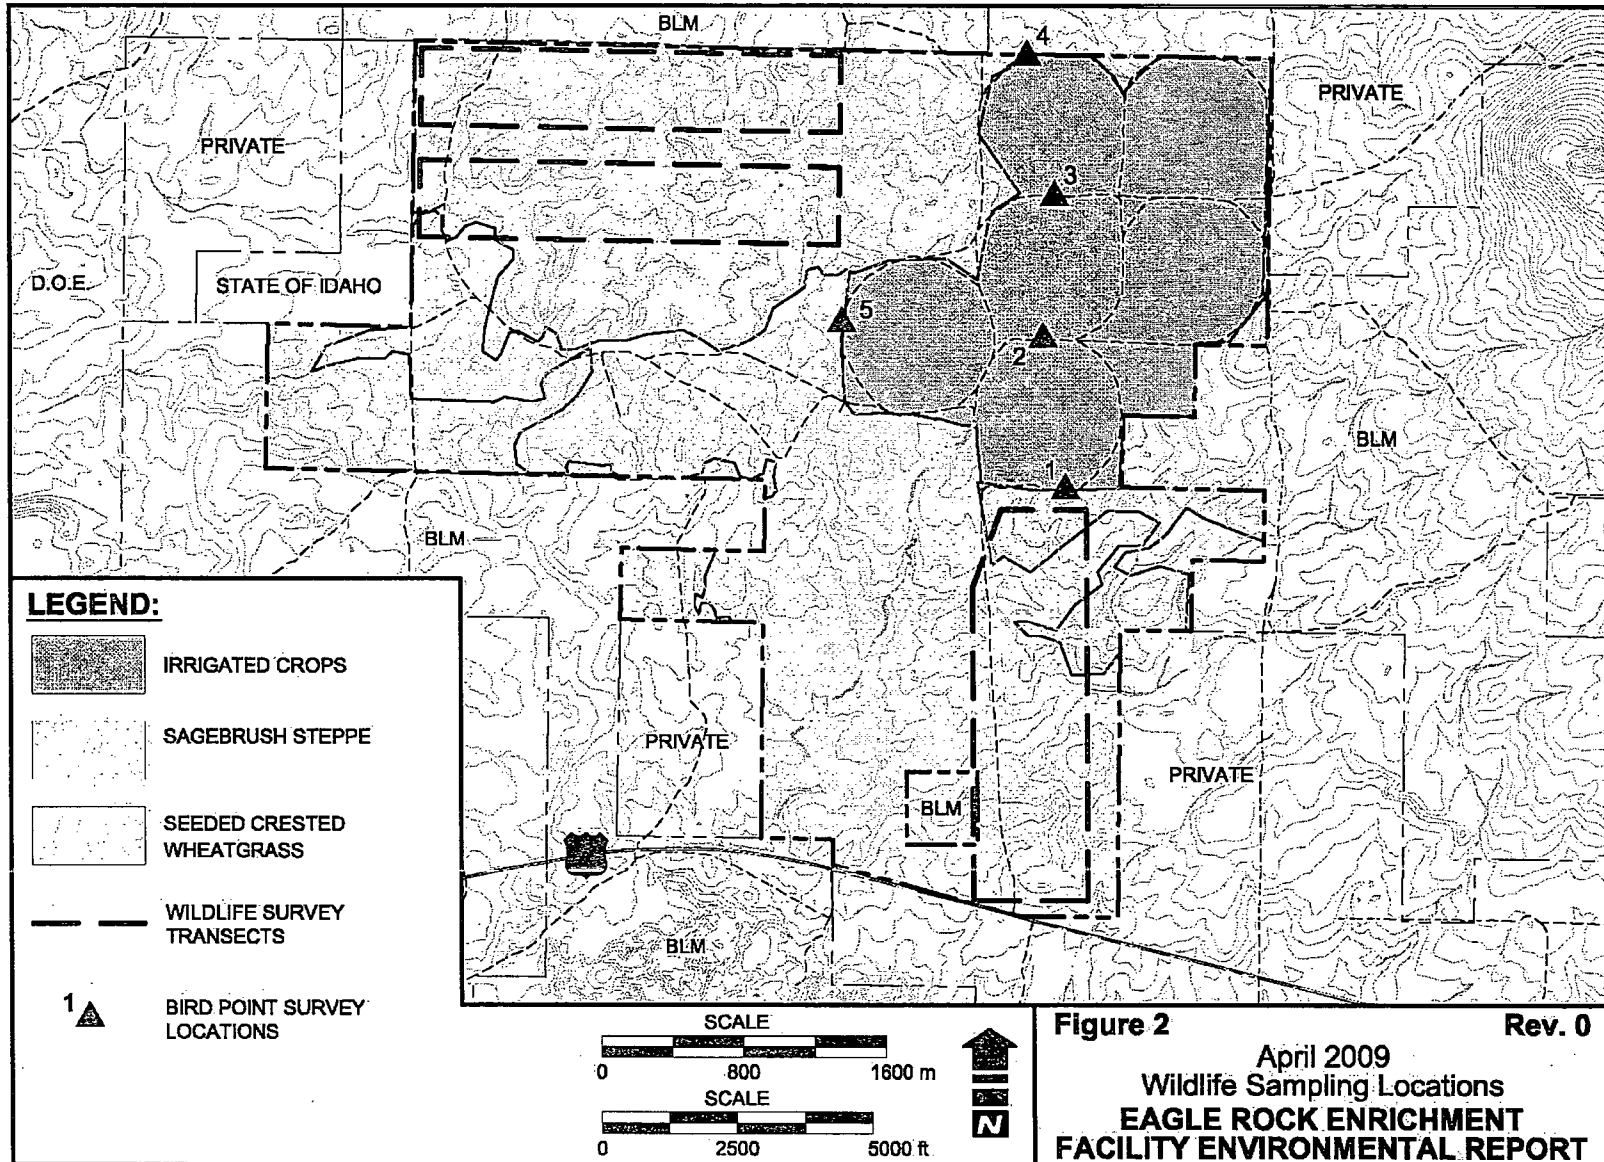 BLM
4
PRIVATE
PRIVATE
3
D.O.E.
STATE OF IDAHO
5
2
BLM
1
BLM
LEGEND:
IRRIGATED CROPS
SAGEBRUSH STEPPE
SEEDED CRESTED
WHEATGRASS
WILDLIFE SURVEY
TRANSECTS
1
BIRD POINT SURVEY
LOCATIONS
PRIVATE
PRIVATE
BLM
BLM
SCALE
0 800 1600 m
SCALE
0 2500 5000 ft
N
Figure 2 Rev. 0
April 2009
Wildlife Sampling Locations
EAGLE ROCK ENRICHMENT
FACILITY ENVIRONMENTAL REPORT